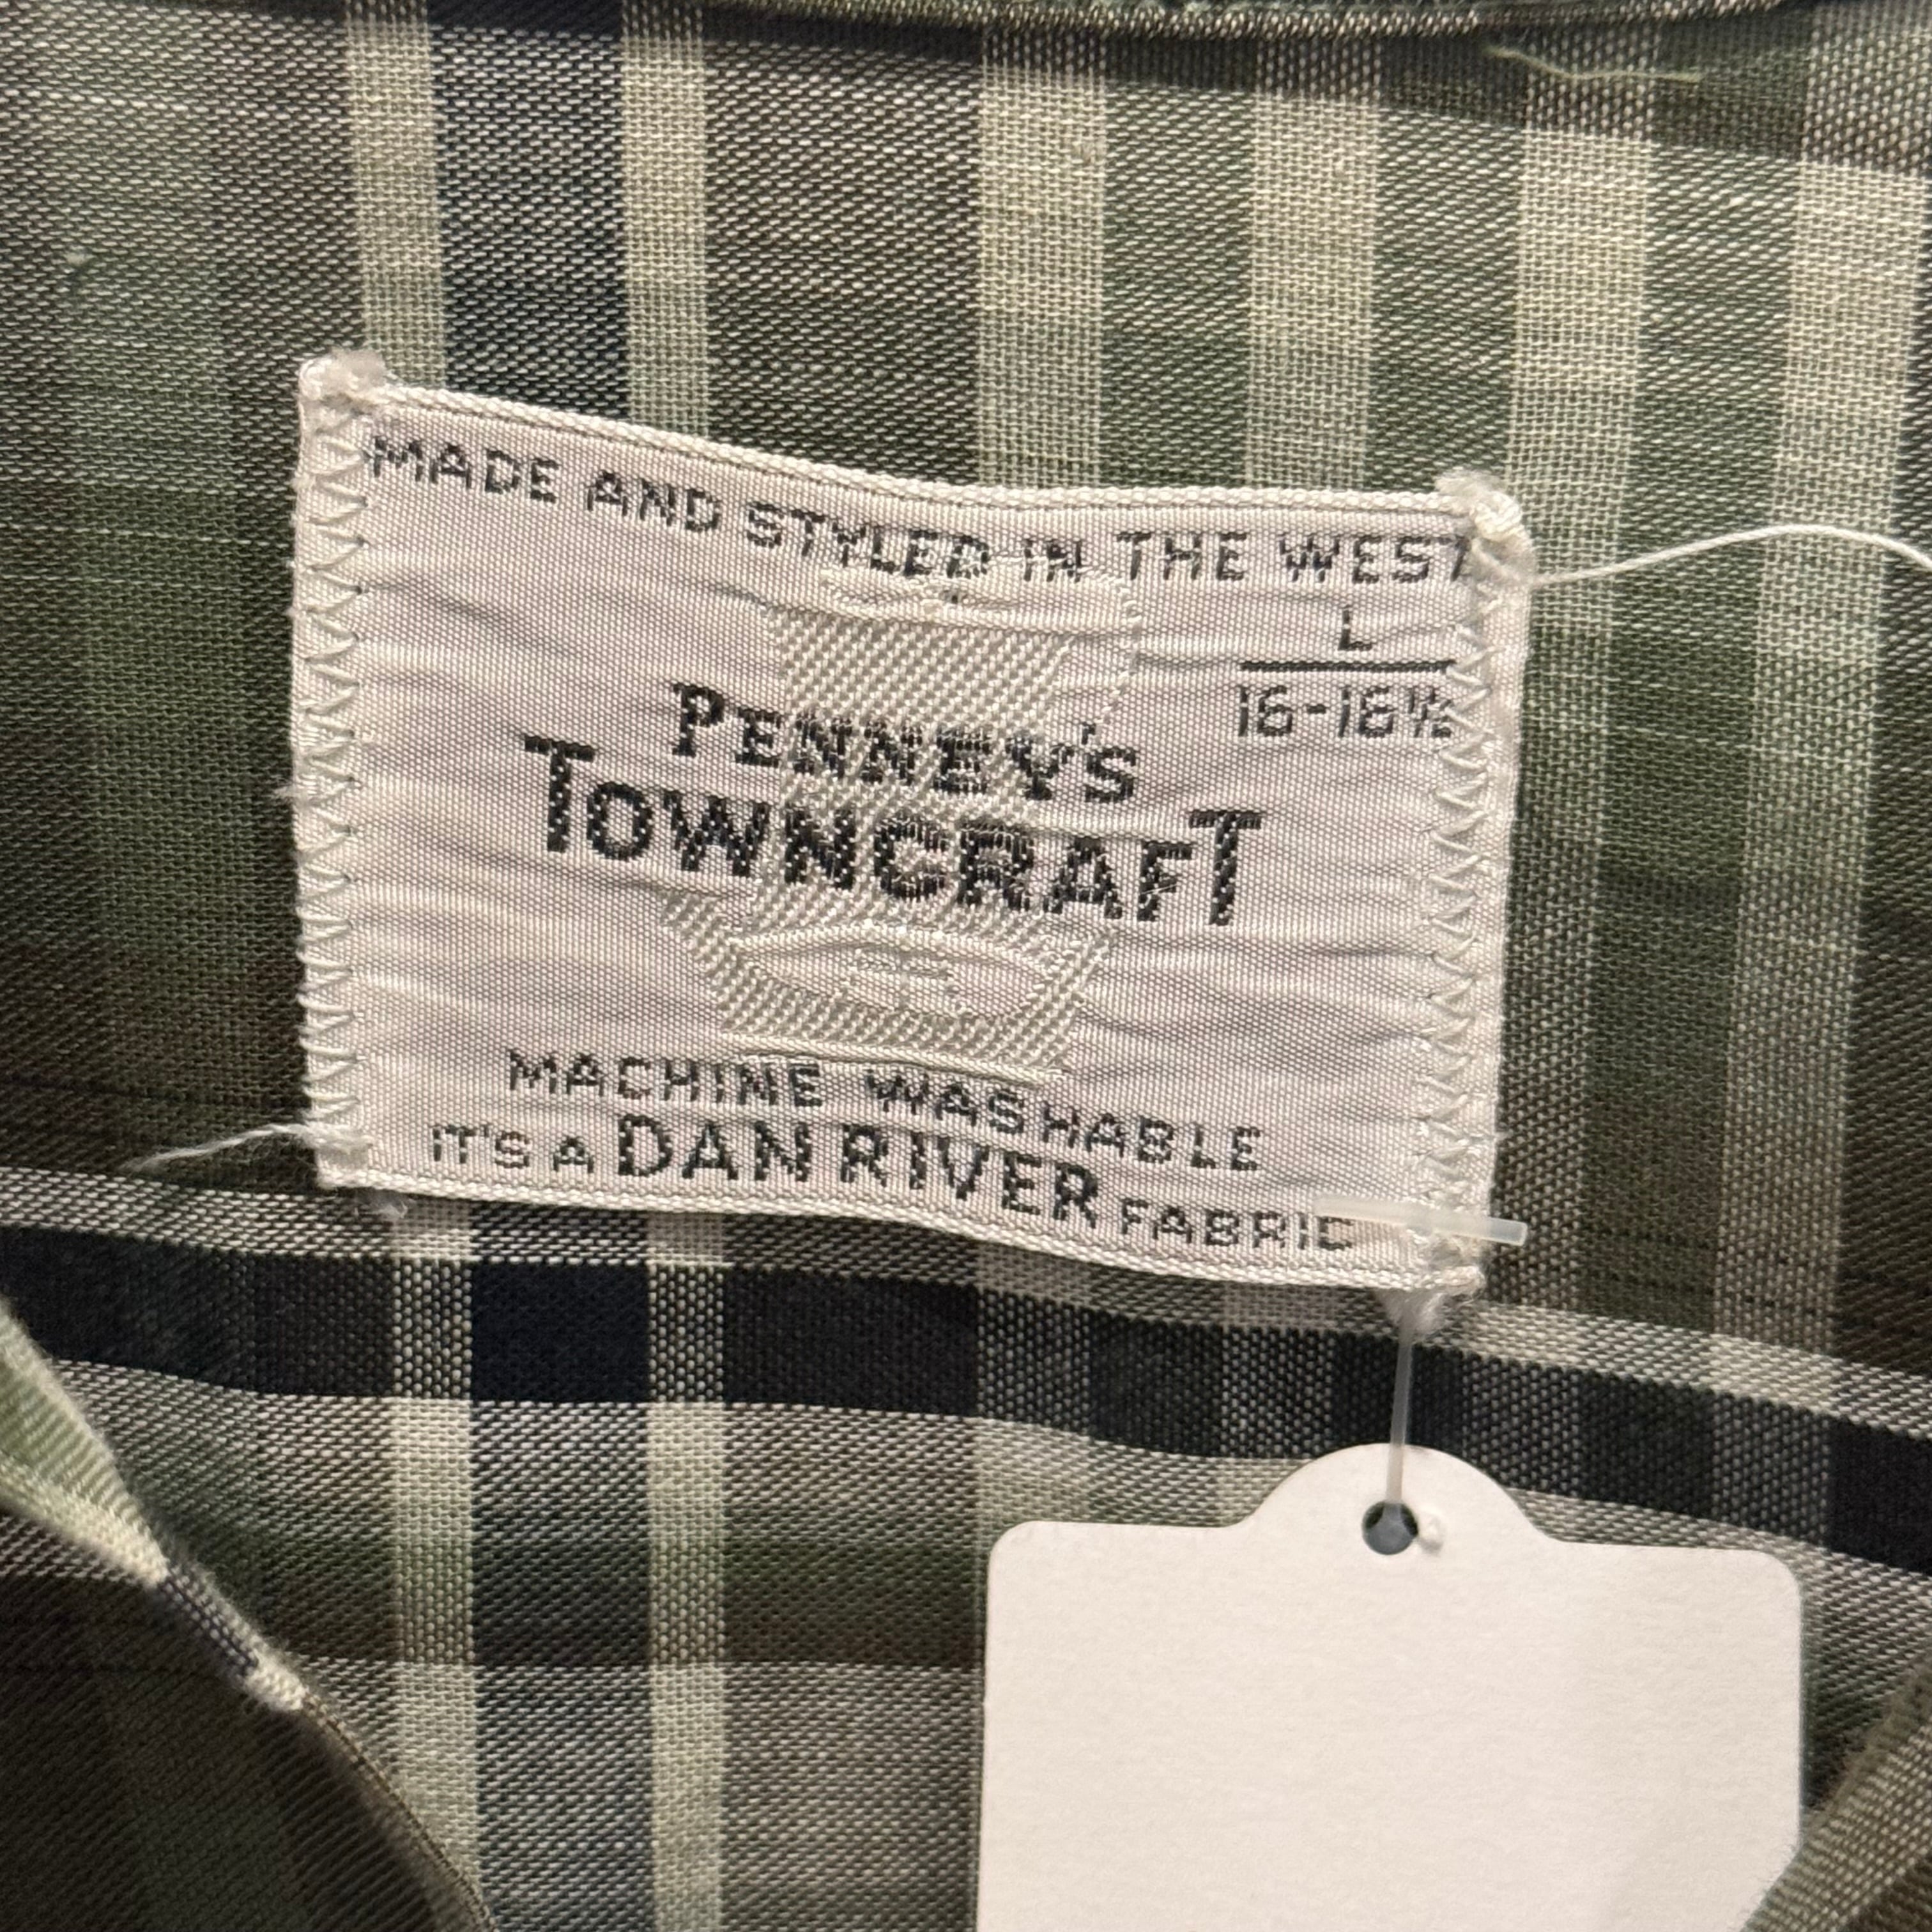 MADE AND STYLED IN THE WEST
L
16-16½
PENNEY'S
TOWNCRAFT
MACHINE WASHABLE
IT'S A DAN RIVER FABRIC